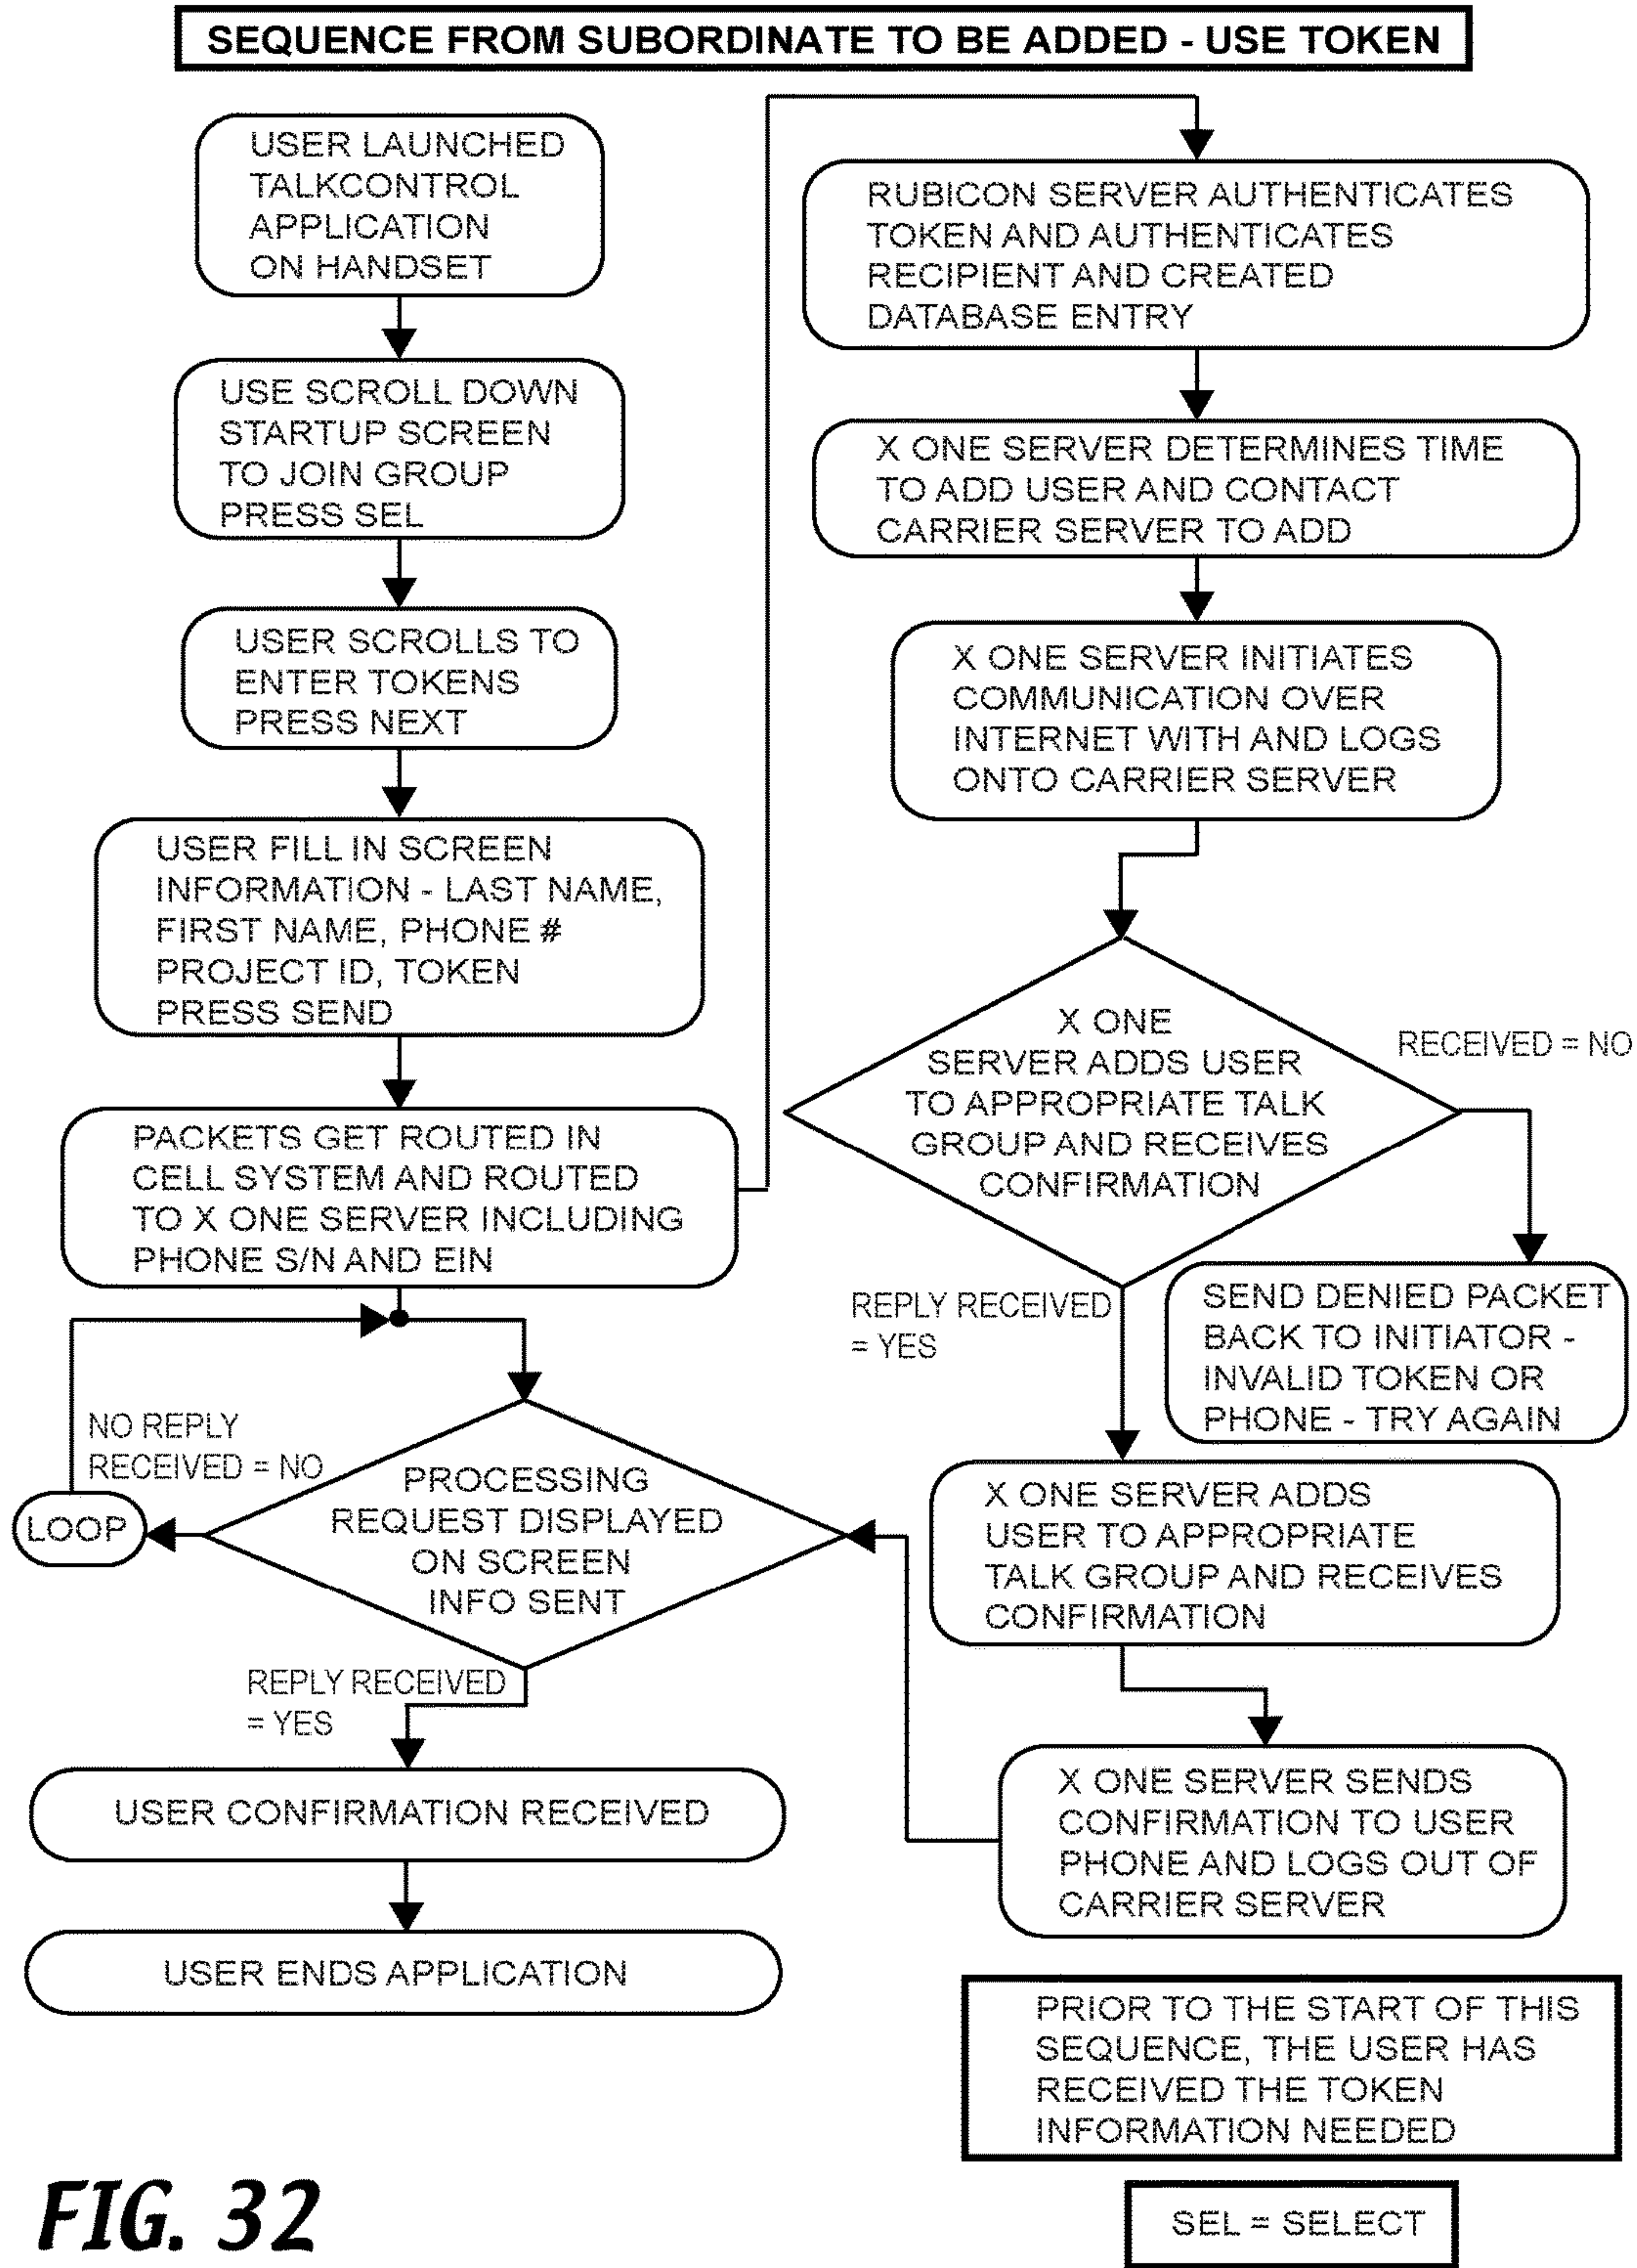 SEQUENCE FROM SUBORDINATE TO BE ADDED - USE TOKEN
USER LAUNCHED
TALKCONTROL
APPLICATION
ON HANDSET
USE SCROLL DOWN
STARTUP SCREEN
TO JOIN GROUP
PRESS SEL
USER SCROLLS TO
ENTER TOKENS
PRESS NEXT
USER FILL IN SCREEN
INFORMATION - LAST NAME,
FIRST NAME, PHONE #
PROJECT ID, TOKEN
PRESS SEND
PACKETS GET ROUTED IN
CELL SYSTEM AND ROUTED
TO X ONE SERVER INCLUDING
PHONE S/N AND EIN
NO REPLY
RECEIVED = NO
LOOP
PROCESSING
REQUEST DISPLAYED
ON SCREEN
INFO SENT
REPLY RECEIVED
= YES
USER CONFIRMATION RECEIVED
USER ENDS APPLICATION
RUBICON SERVER AUTHENTICATES
TOKEN AND AUTHENTICATES
RECIPIENT AND CREATED
DATABASE ENTRY
X ONE SERVER DETERMINES TIME
TO ADD USER AND CONTACT
CARRIER SERVER TO ADD
X ONE SERVER INITIATES
COMMUNICATION OVER
INTERNET WITH AND LOGS
ONTO CARRIER SERVER
X ONE
SERVER ADDS USER
TO APPROPRIATE TALK
GROUP AND RECEIVES
CONFIRMATION
RECEIVED = NO
SEND DENIED PACKET
BACK TO INITIATOR -
INVALID TOKEN OR
PHONE - TRY AGAIN
REPLY RECEIVED
= YES
X ONE SERVER ADDS
USER TO APPROPRIATE
TALK GROUP AND RECEIVES
CONFIRMATION
X ONE SERVER SENDS
CONFIRMATION TO USER
PHONE AND LOGS OUT OF
CARRIER SERVER
PRIOR TO THE START OF THIS
SEQUENCE, THE USER HAS
RECEIVED THE TOKEN
INFORMATION NEEDED
SEL = SELECT
FIG. 32